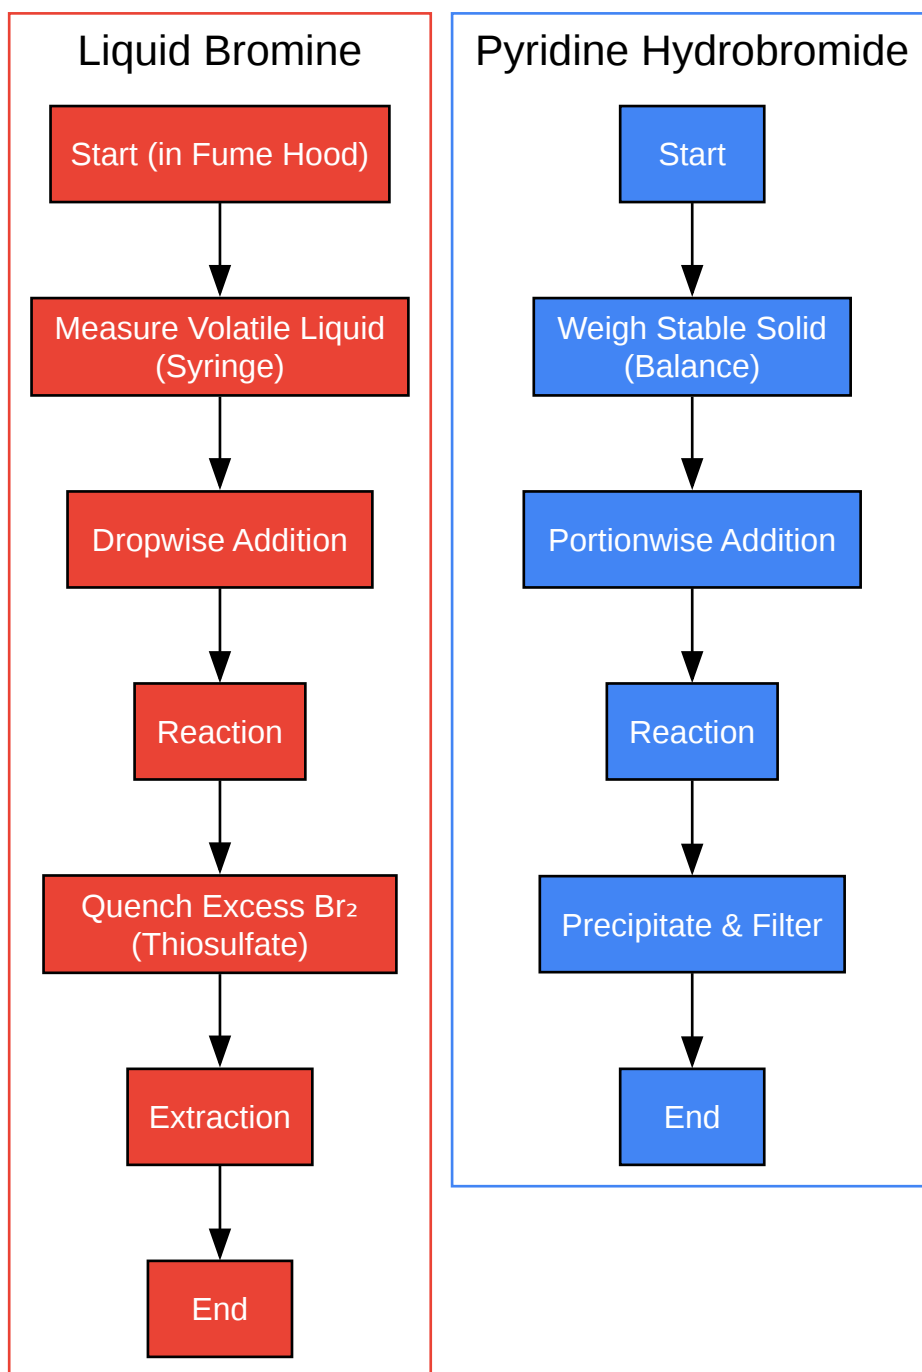 Liquid Bromine
Start (in Fume Hood)
Measure Volatile Liquid
(Syringe)
Dropwise Addition
Reaction
Quench Excess Br₂
(Thiosulfate)
Extraction
End
Pyridine Hydrobromide
Start
Weigh Stable Solid
(Balance)
Portionwise Addition
Reaction
Precipitate & Filter
End